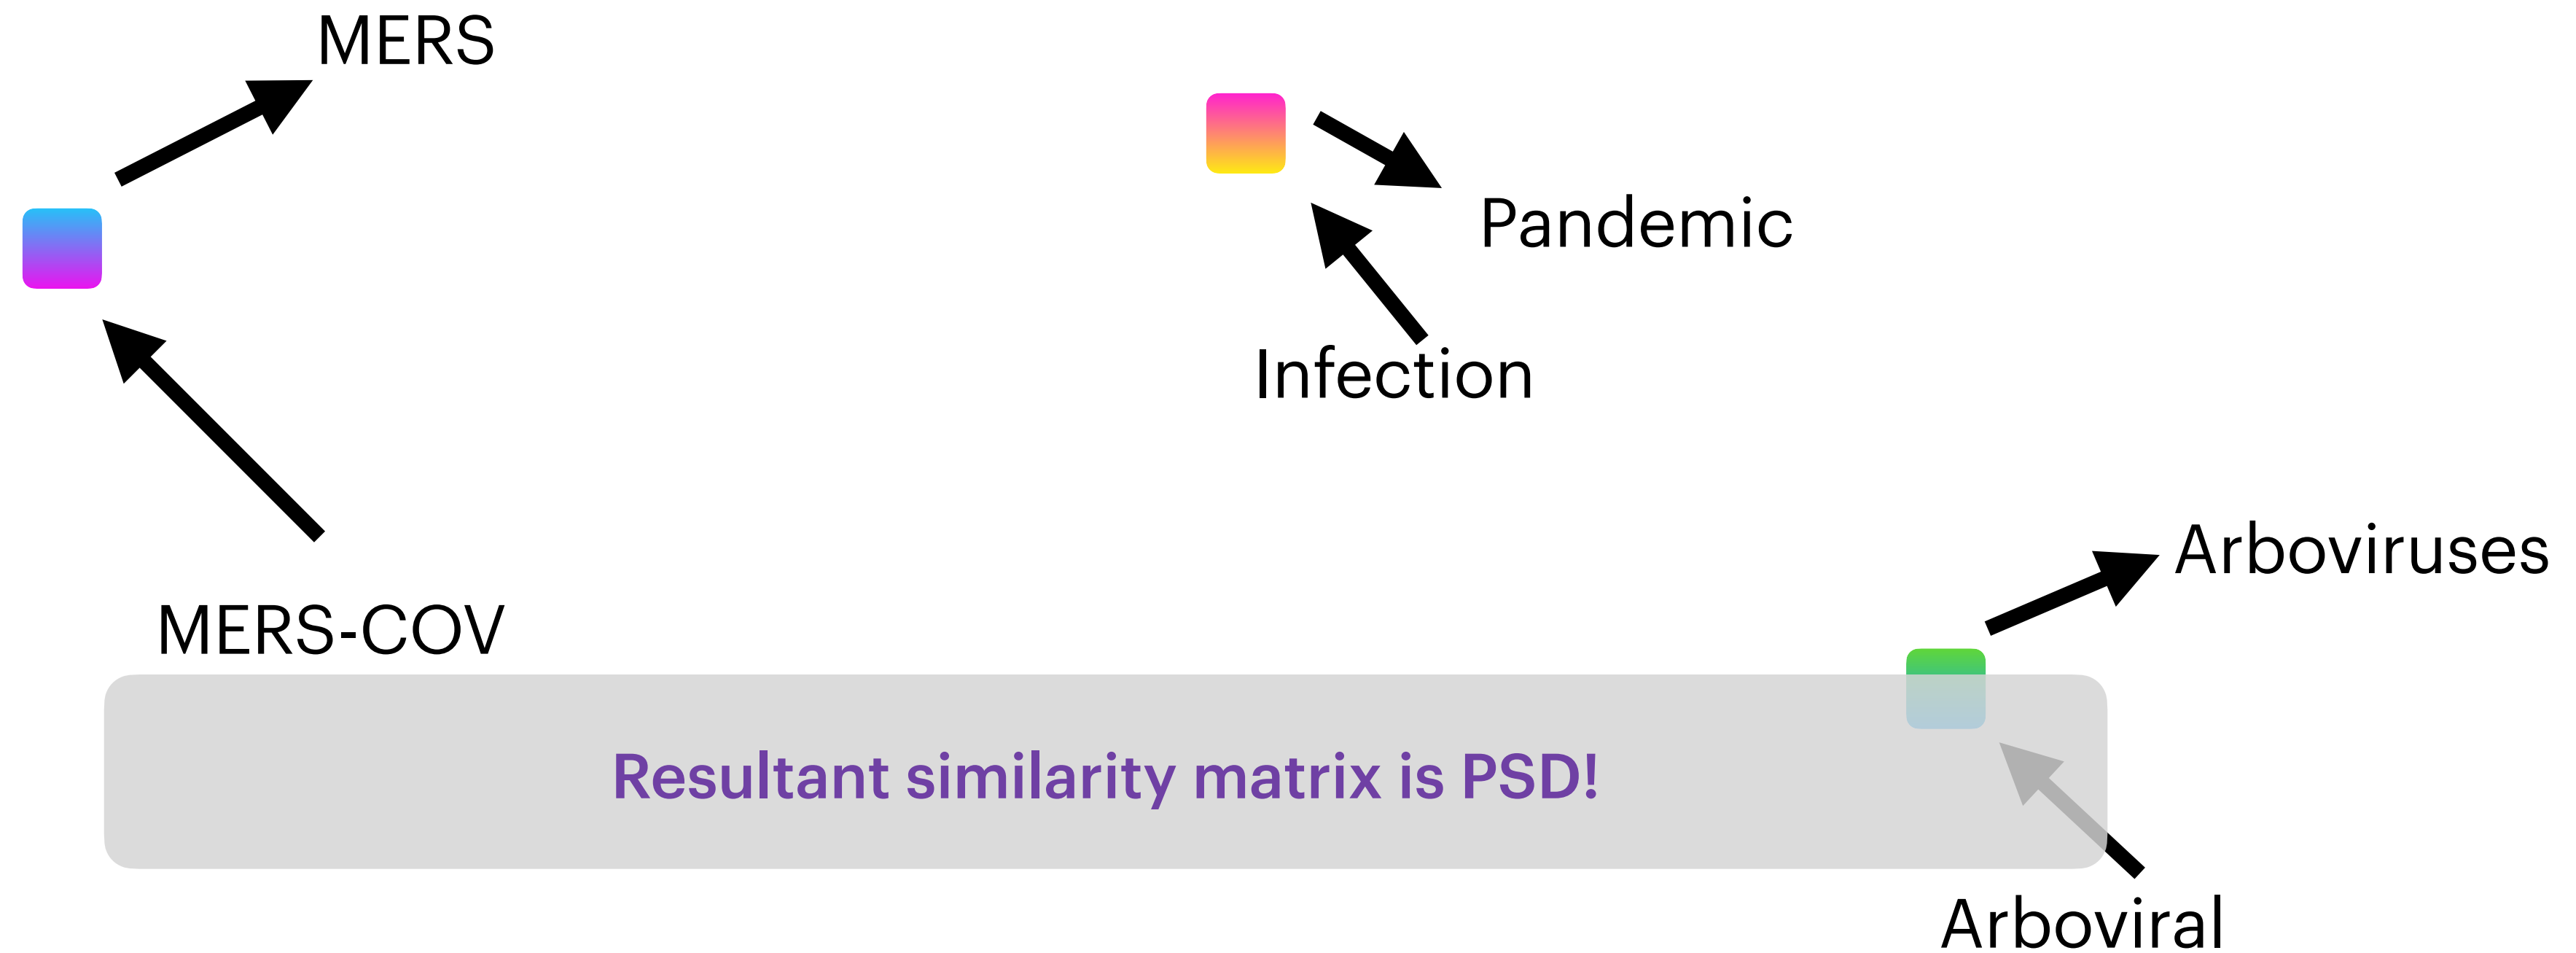 MERS
Pandemic
Infection
Arboviruses
MERS-COV
Resultant similarity matrix is PSD!
Arboviral